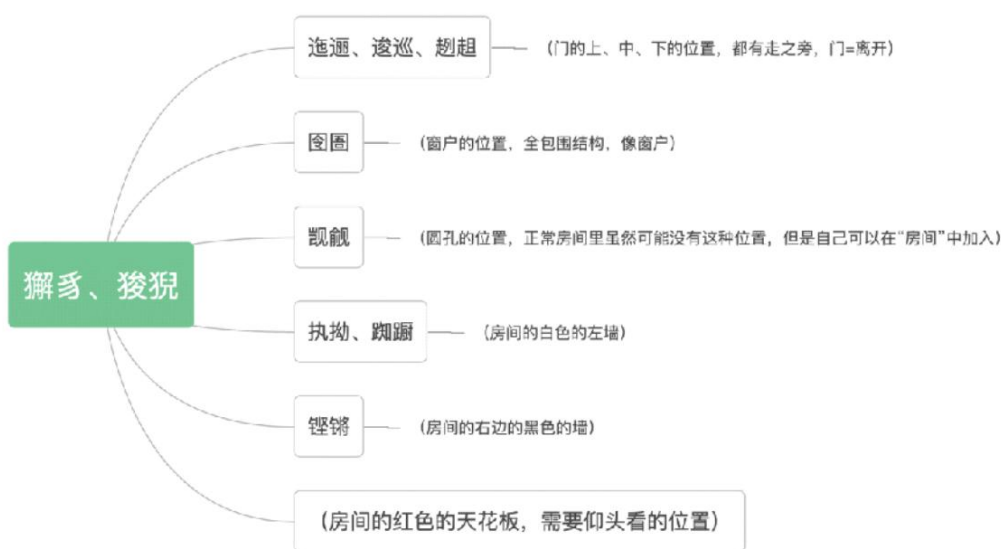 迤逦、逡巡、趔趄
(门的上、中、下的位置，都有走之旁，门=离开)
囹圄
(窗户的位置，全包围结构，像窗户)
觊觎
(圆孔的位置，正常房间里虽然可能没有这种位置，但是自己可以在“房间”中加入)
獬豸、狻猊
执拗、踟蹰
(房间的白色的左墙)
铿锵
(房间的右边的黑色的墙)
(房间的红色的天花板，需要仰头看的位置)